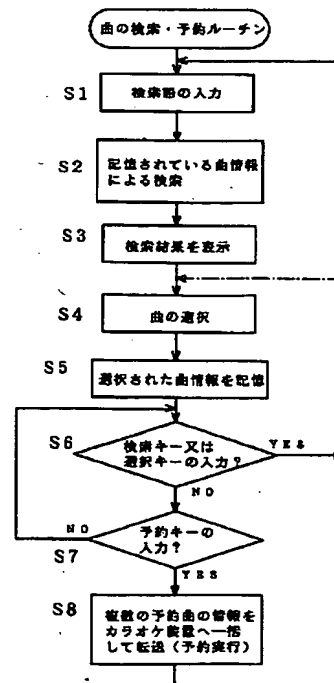 曲の検索・予約ルーチン
S1
検索語の入力
S2
記憶されている曲情報
による検索
S3
検索結果を表示
S4
曲の選択
S5
選択された曲情報を記憶
S6
検索キー又は
選択キーの入力?
YES
NO
S7
予約キーの
入力?
NO
YES
S8
複数の予約曲の情報を
カラオケ装置へ一括
して転送(予約実行)